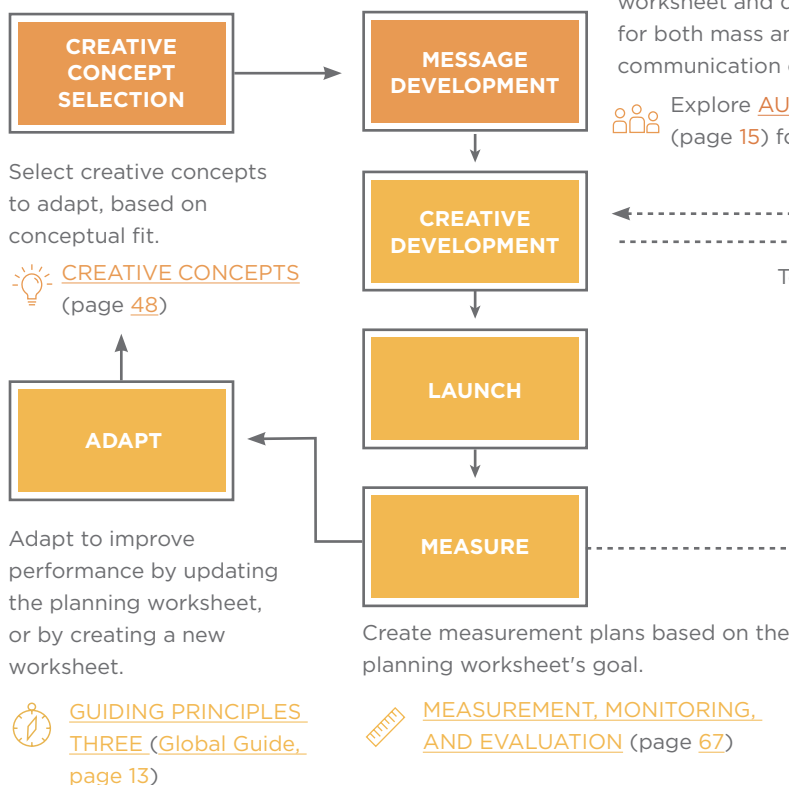 CREATIVE
CONCEPT
SELECTION
Select creative concepts
to adapt, based on
conceptual fit.
CREATIVE CONCEPTS
(page 48)
ADAPT
Adapt to improve
performance by updating
the planning worksheet,
or by creating a new
worksheet.
GUIDING PRINCIPLES
THREE (Global Guide,
page 13)
MESSAGE
DEVELOPMENT
CREATIVE
DEVELOPMENT
LAUNCH
MEASURE
Create measurement plans based on the
planning worksheet's goal.
MEASUREMENT, MONITORING,
AND EVALUATION (page 67)
worksheet and
for both mass
communication
Explore
(page 15)